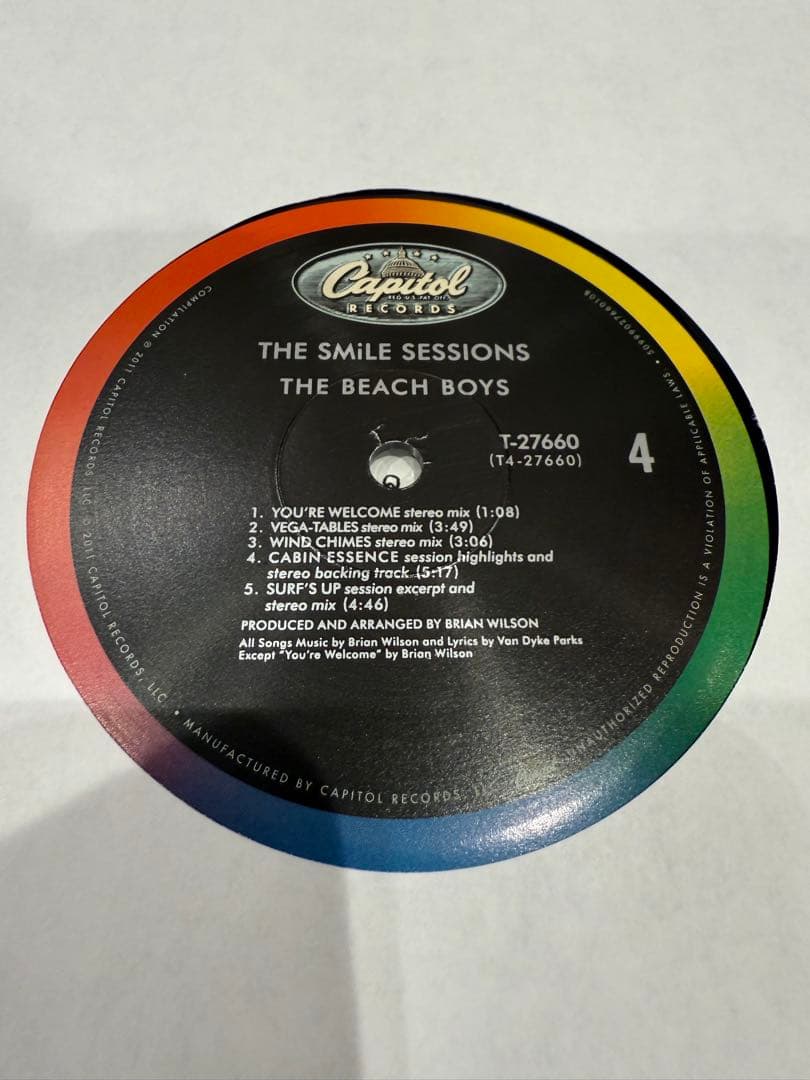 Capitol
REG. U.S. PAT. OFF.
RECORDS
THE SMiLE SESSIONS
THE BEACH BOYS
T-27660
(T4-27660)
4
1. YOU'RE WELCOME stereo mix (1:08)
2. VEGA-TABLES stereo mix (3:49)
3. WIND CHIMES stereo mix (3:06)
4. CABIN ESSENCE session highlights and
stereo backing track (5:17)
5. SURF'S UP session excerpt and
stereo mix (4:46)
PRODUCED AND ARRANGED BY BRIAN WILSON
All Songs Music by Brian Wilson and Lyrics by Van Dyke Parks
Except "You're Welcome" by Brian Wilson
COMPILATION ℗ 2011 CAPITOL RECORDS, LLC. © 2011 CAPITOL RECORDS, LLC. • MANUFACTURED BY CAPITOL RECORDS, UNAUTHORIZED REPRODUCTION IS A VIOLATION OF APPLICABLE LAWS. •